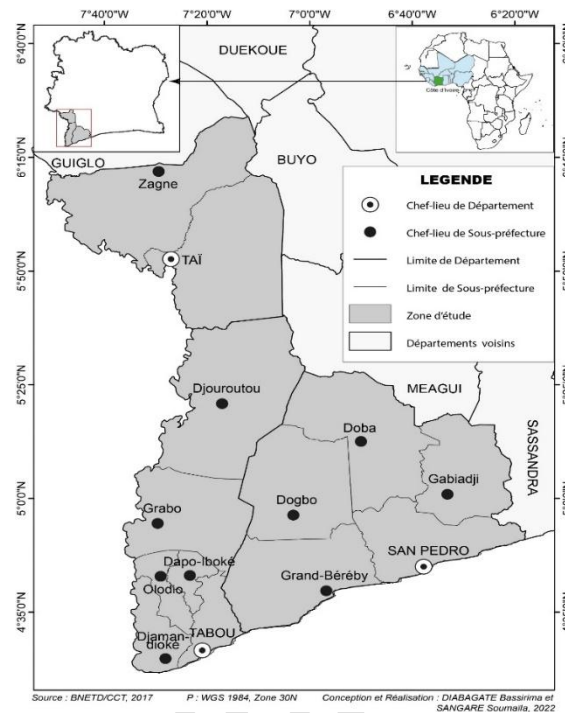 7°40'0"W
7°20'0"W
7°0'0"W
6°40'0"W
6°20'0"W
6°40'0"N
DUEKOUE
Côte d'Ivoire
6°15'0"N
GUIGLO
BUYO
Zagne
LEGENDE
Chef-lieu de Département
Chef-lieu de Sous-préfecture
Limite de Département
Limite de Sous-préfecture
Zone d'étude
Départements voisins
TAÏ
5°50'0"N
5°25'0"N
MEAGUI
Djouroutou
SASSANDRA
Doba
Gabiadji
5°0'0"N
Dogbo
Grabo
SAN PEDRO
Dapo-Iboké
Olodio
Grand-Béréby
4°35'0"N
TABOU
Djaman-
dioké
Source : BNETD/CCT, 2017
P : WGS 1984, Zone 30N
Conception et Réalisation : DIABAGATE Bassirima et
SANGARE Soumaila, 2022